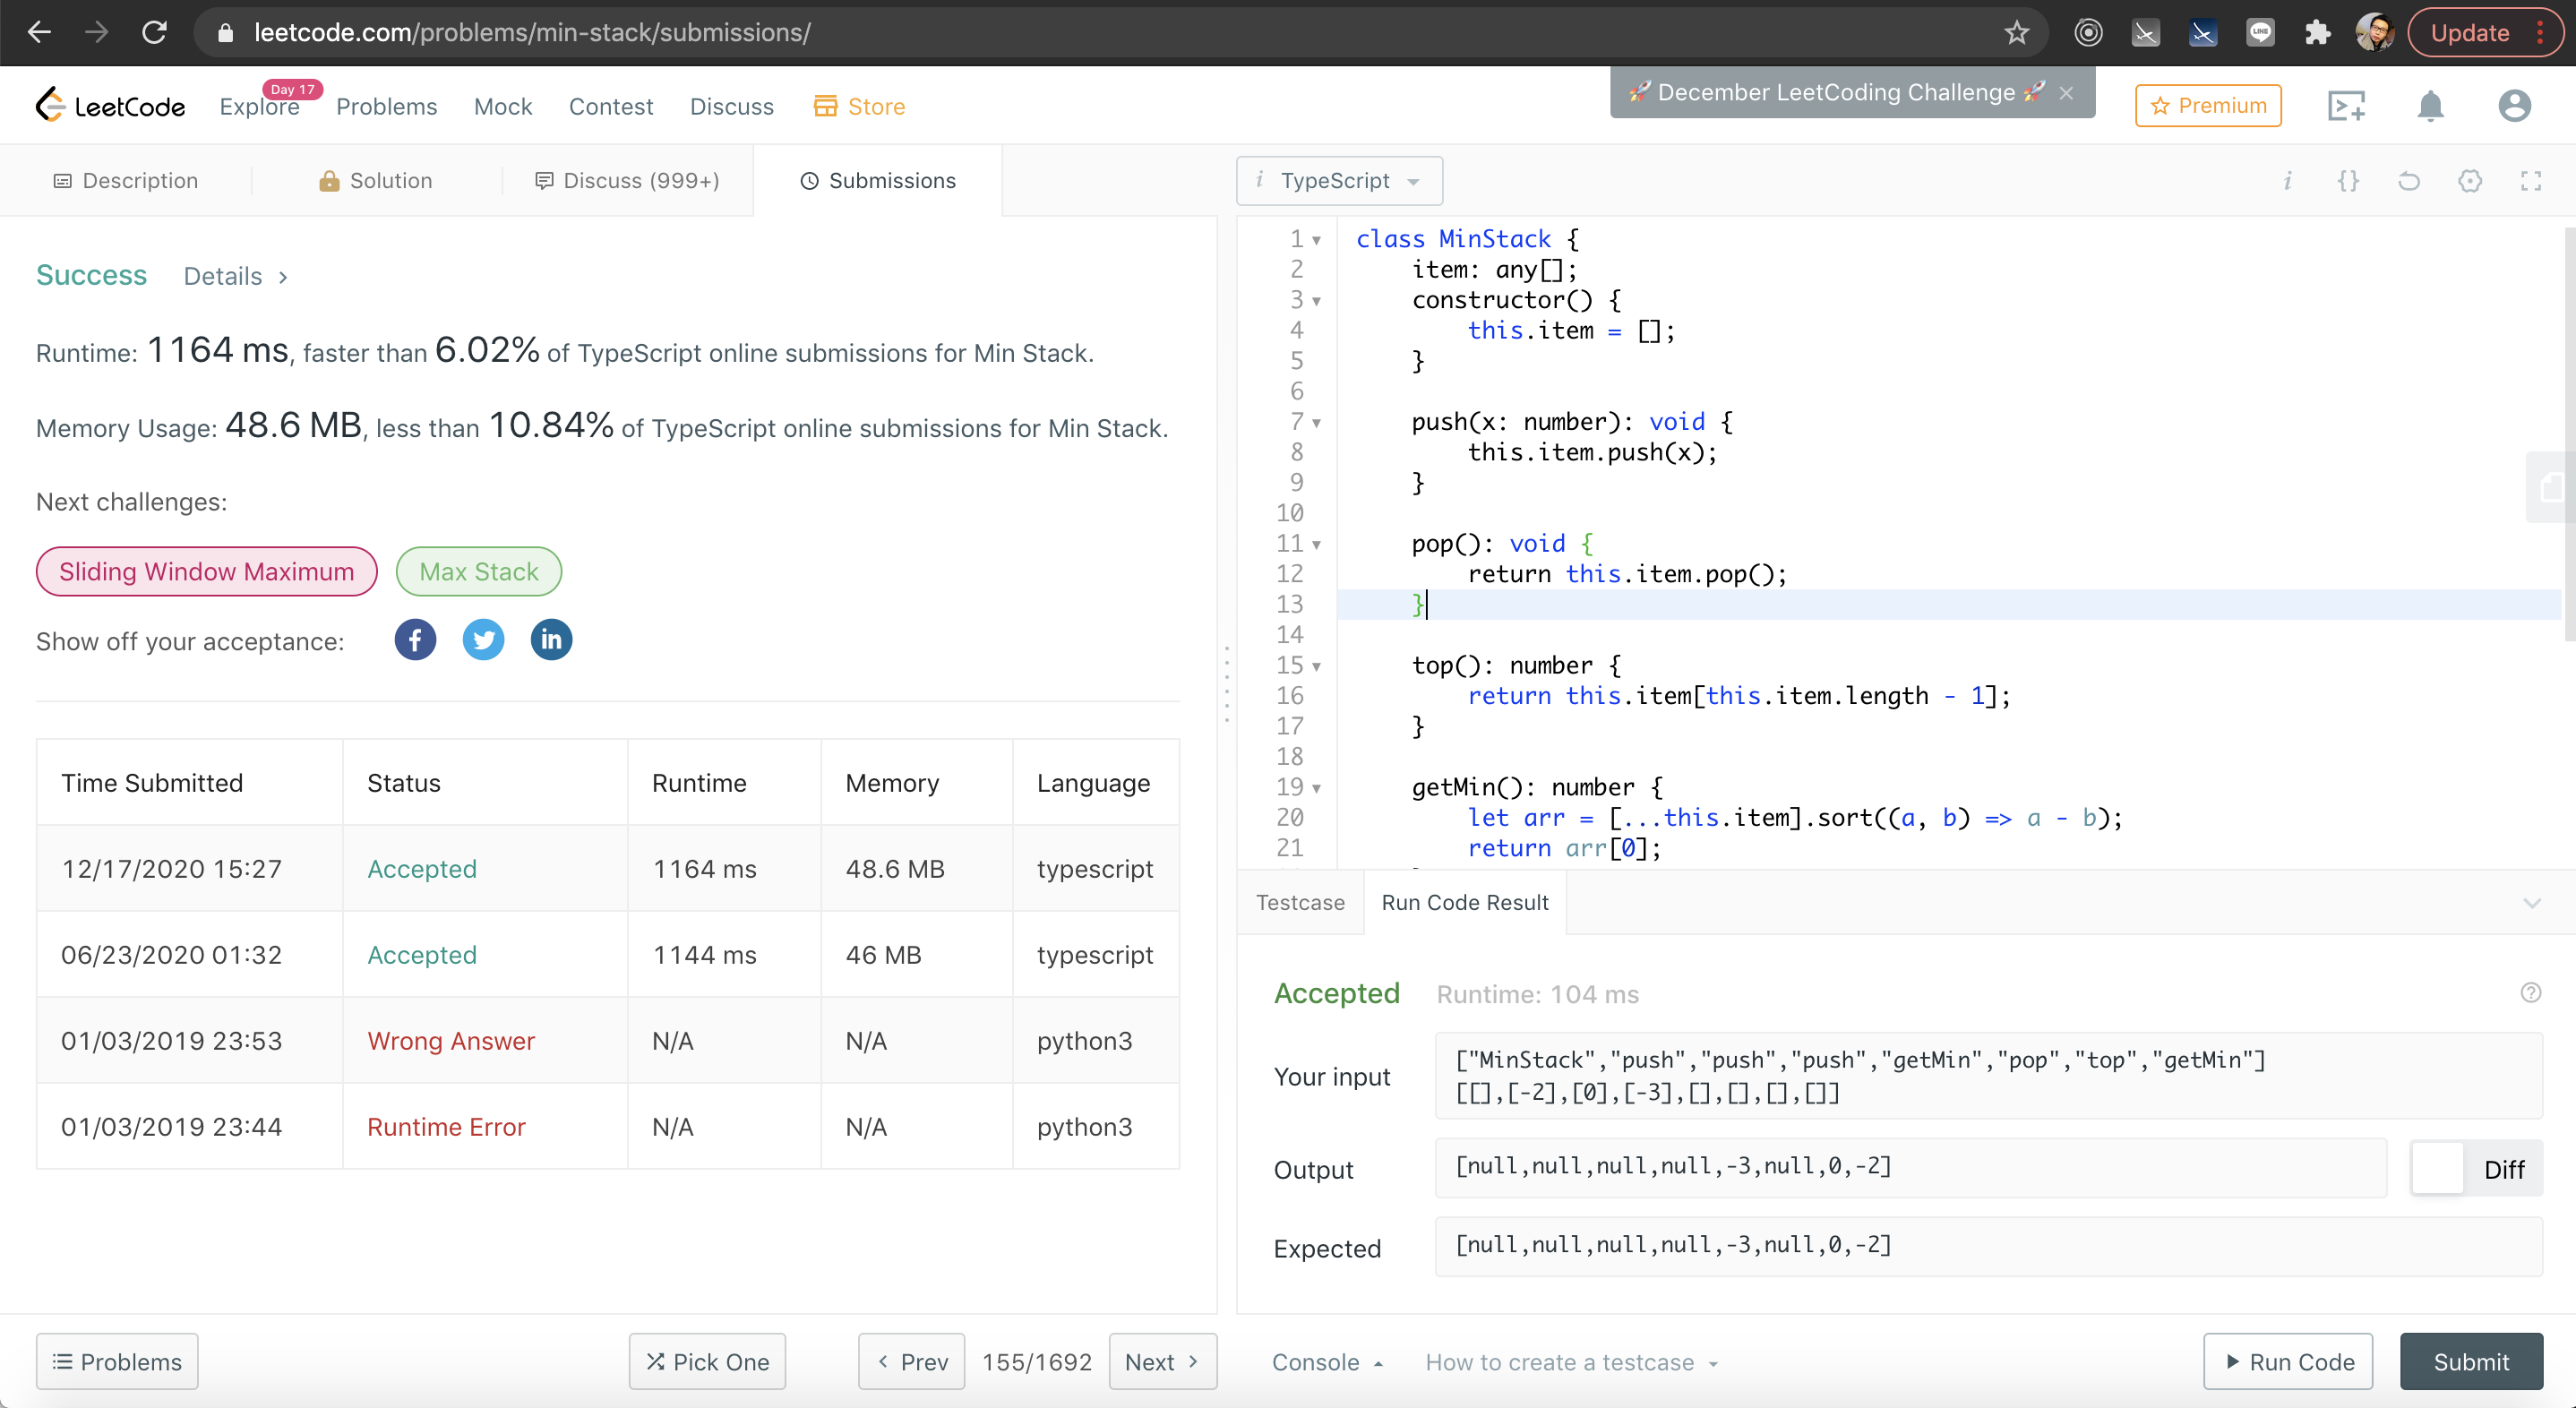 leetcode.com/problems/min-stack/submissions/
Update
LeetCode
Explore
Day 17
Problems
Mock
Contest
Discuss
Store
🚀 December LeetCoding Challenge 🚀
Premium
Description
Solution
Discuss (999+)
Submissions
Success Details
Runtime: 1164 ms, faster than 6.02% of TypeScript online submissions for Min Stack.
Memory Usage: 48.6 MB, less than 10.84% of TypeScript online submissions for Min Stack.
Next challenges:
Sliding Window Maximum Max Stack
Show off your acceptance:
Time Submitted Status Runtime Memory Language
12/17/2020 15:27 Accepted 1164 ms 48.6 MB typescript
06/23/2020 01:32 Accepted 1144 ms 46 MB typescript
01/03/2019 23:53 Wrong Answer N/A N/A python3
01/03/2019 23:44 Runtime Error N/A N/A python3
Problems
Pick One
Prev
155/1692
Next
i TypeScript
1 class MinStack {
2 item: any[];
3 constructor() {
4 this.item = [];
5 }
6
7 push(x: number): void {
8 this.item.push(x);
9 }
10
11 pop(): void {
12 return this.item.pop();
13 }
14
15 top(): number {
16 return this.item[this.item.length - 1];
17 }
18
19 getMin(): number {
20 let arr = [...this.item].sort((a, b) => a - b);
21 return arr[0];
Testcase
Run Code Result
Accepted Runtime: 104 ms
Your input
["MinStack","push","push","push","getMin","pop","top","getMin"]
[[],[-2],[0],[-3],[],[],[],[]]
Output
[null,null,null,null,-3,null,0,-2]
Diff
Expected
[null,null,null,null,-3,null,0,-2]
Console
How to create a testcase
Run Code
Submit